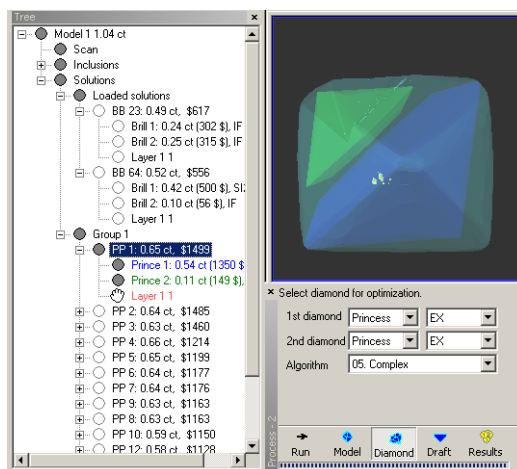 Tree
Model 1 1.04 ct
Scan
Inclusions
Solutions
Loaded solutions
BB 23: 0.49 ct, $617
Brill 1: 0.24 ct (302 $), IF
Brill 2: 0.25 ct (315 $), IF
Layer 1 1
BB 64: 0.52 ct, $556
Brill 1: 0.42 ct (500 $), SI
Brill 2: 0.10 ct (56 $), IF
Layer 1 1
Group 1
PP 1: 0.65 ct, $1499
Prince 1: 0.54 ct (1350 $
Prince 2: 0.11 ct (149 $),
Layer 1 1
PP 2: 0.64 ct, $1485
PP 3: 0.63 ct, $1460
PP 4: 0.66 ct, $1214
PP 5: 0.65 ct, $1199
PP 6: 0.64 ct, $1177
PP 7: 0.64 ct, $1176
PP 9: 0.63 ct, $1163
PP 8: 0.63 ct, $1163
PP 10: 0.59 ct, $1150
PP 12: 0.58 ct, $1128
Select diamond for optimization.
1st diamond Princess EX
2nd diamond Princess EX
Algorithm 05. Complex
Process - 2
Run Model Diamond Draft Results